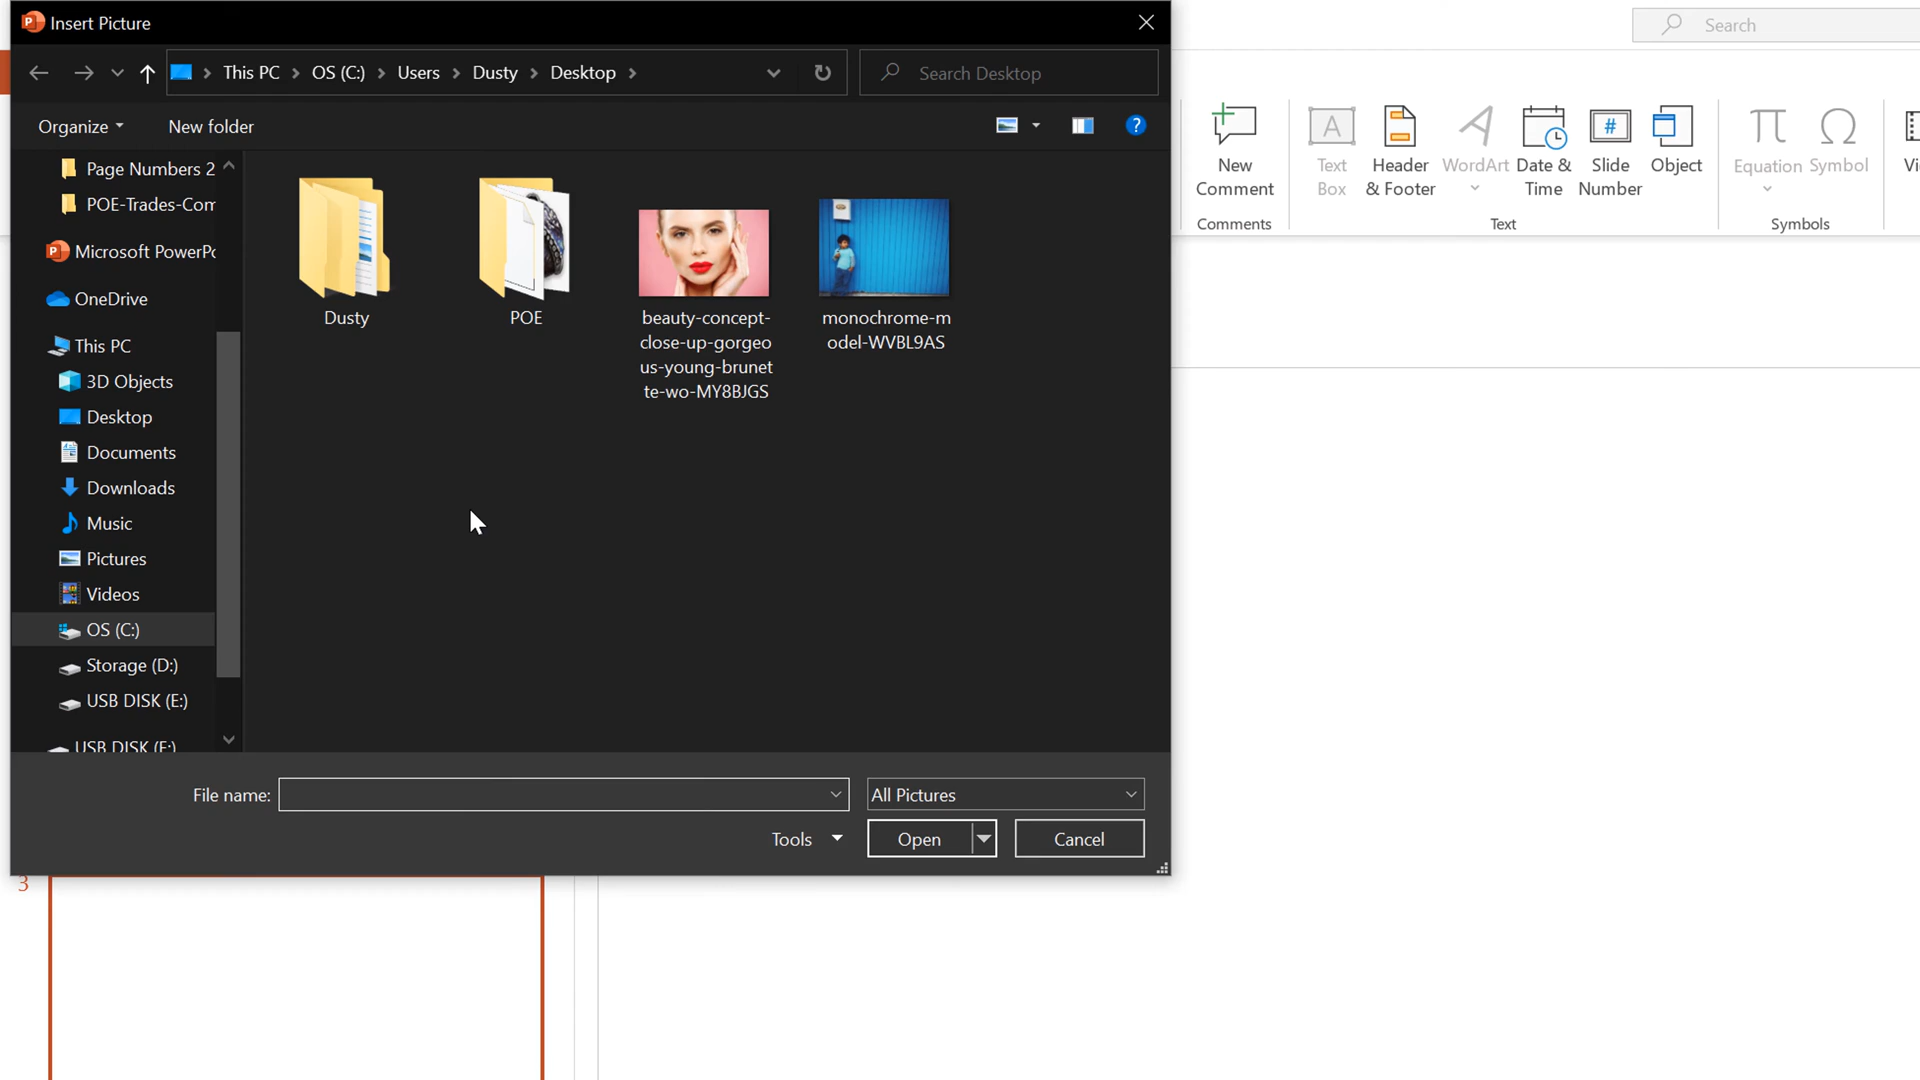 Insert Picture
Search
This PC
OS (C:)
Users
Dusty
Desktop
Search Desktop
Organize
New folder
Page Numbers 2
POE-Trades-Com
Microsoft PowerPo
OneDrive
This PC
3D Objects
Desktop
Documents
Downloads
Music
Pictures
Videos
OS (C:)
Storage (D:)
USB DISK (E:)
USB DISK (E:)
Dusty
POE
beauty-concept-
close-up-gorgeo
us-young-brunet
te-wo-MY8BJGS
monochrome-m
odel-WVBL9AS
File name:
All Pictures
Tools
Open
Cancel
New
Comment
Comments
Text
Box
Header
& Footer
WordArt
Date &
Time
Slide
Number
Object
Text
Equation
Symbol
Symbols
3